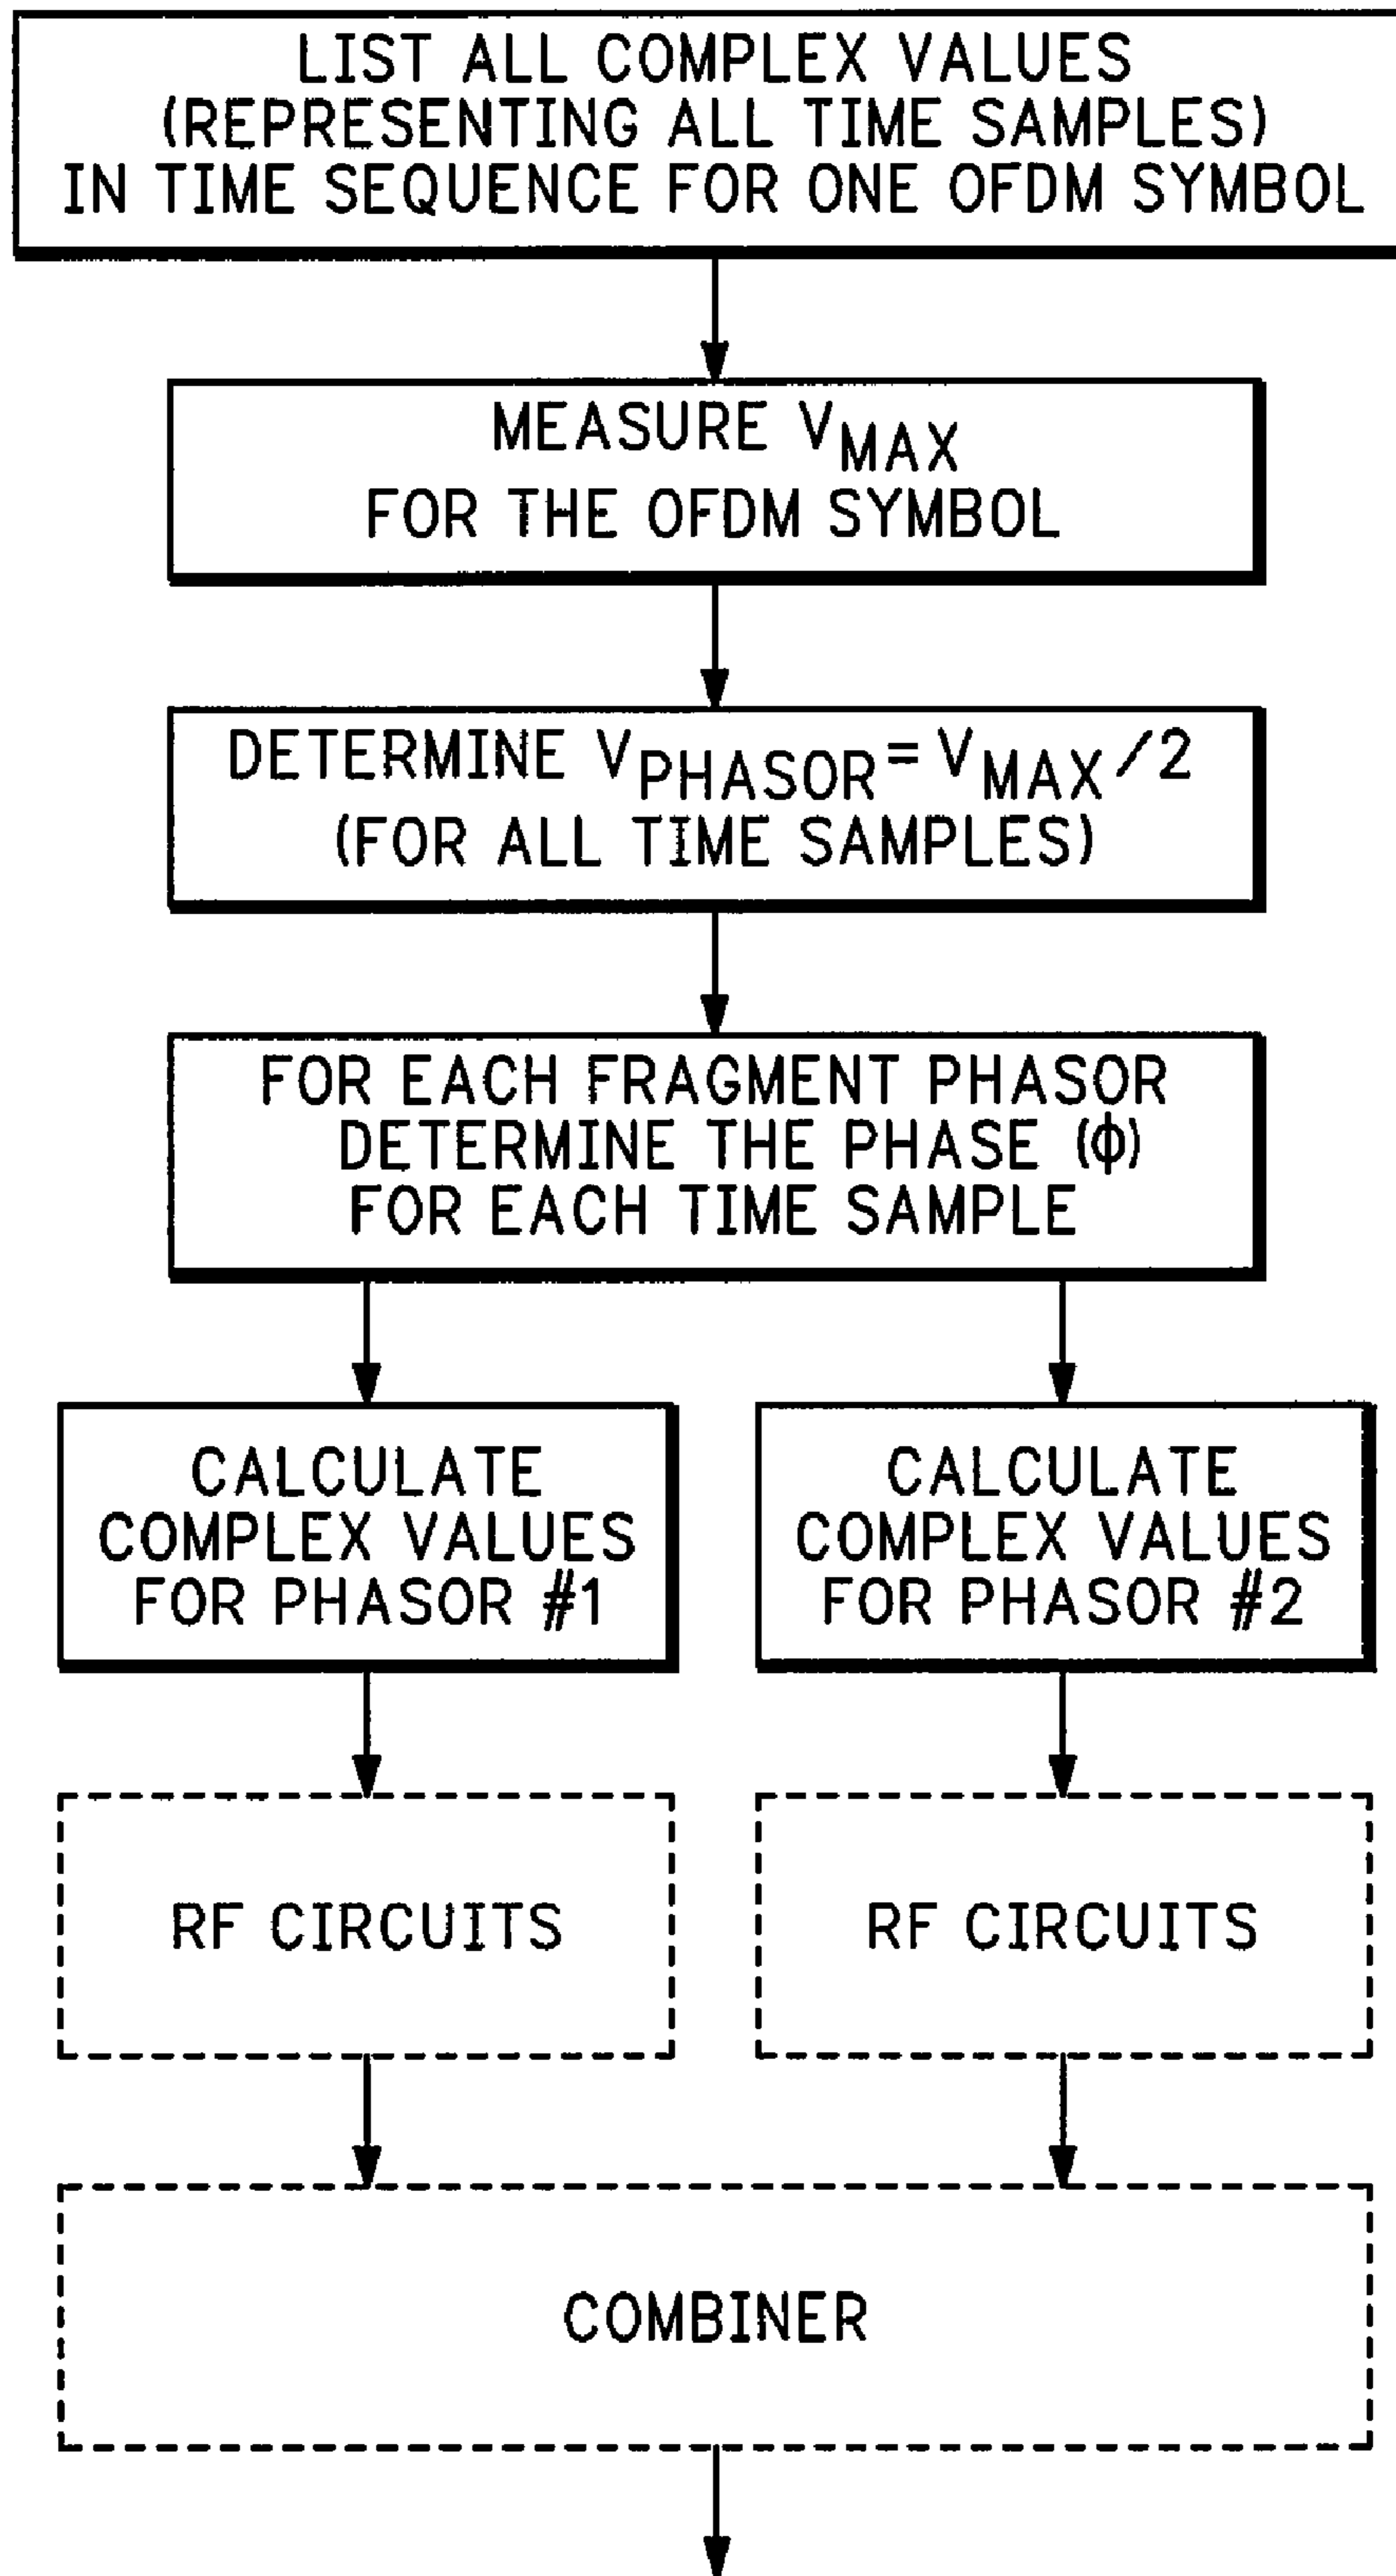 LIST ALL COMPLEX VALUES
(REPRESENTING ALL TIME SAMPLES)
IN TIME SEQUENCE FOR ONE OFDM SYMBOL
MEASURE VMAX
FOR THE OFDM SYMBOL
DETERMINE VPHASOR = VMAX/2
(FOR ALL TIME SAMPLES)
FOR EACH FRAGMENT PHASOR
DETERMINE THE PHASE (ϕ)
FOR EACH TIME SAMPLE
CALCULATE
COMPLEX VALUES
FOR PHASOR #1
CALCULATE
COMPLEX VALUES
FOR PHASOR #2
RF CIRCUITS
RF CIRCUITS
COMBINER